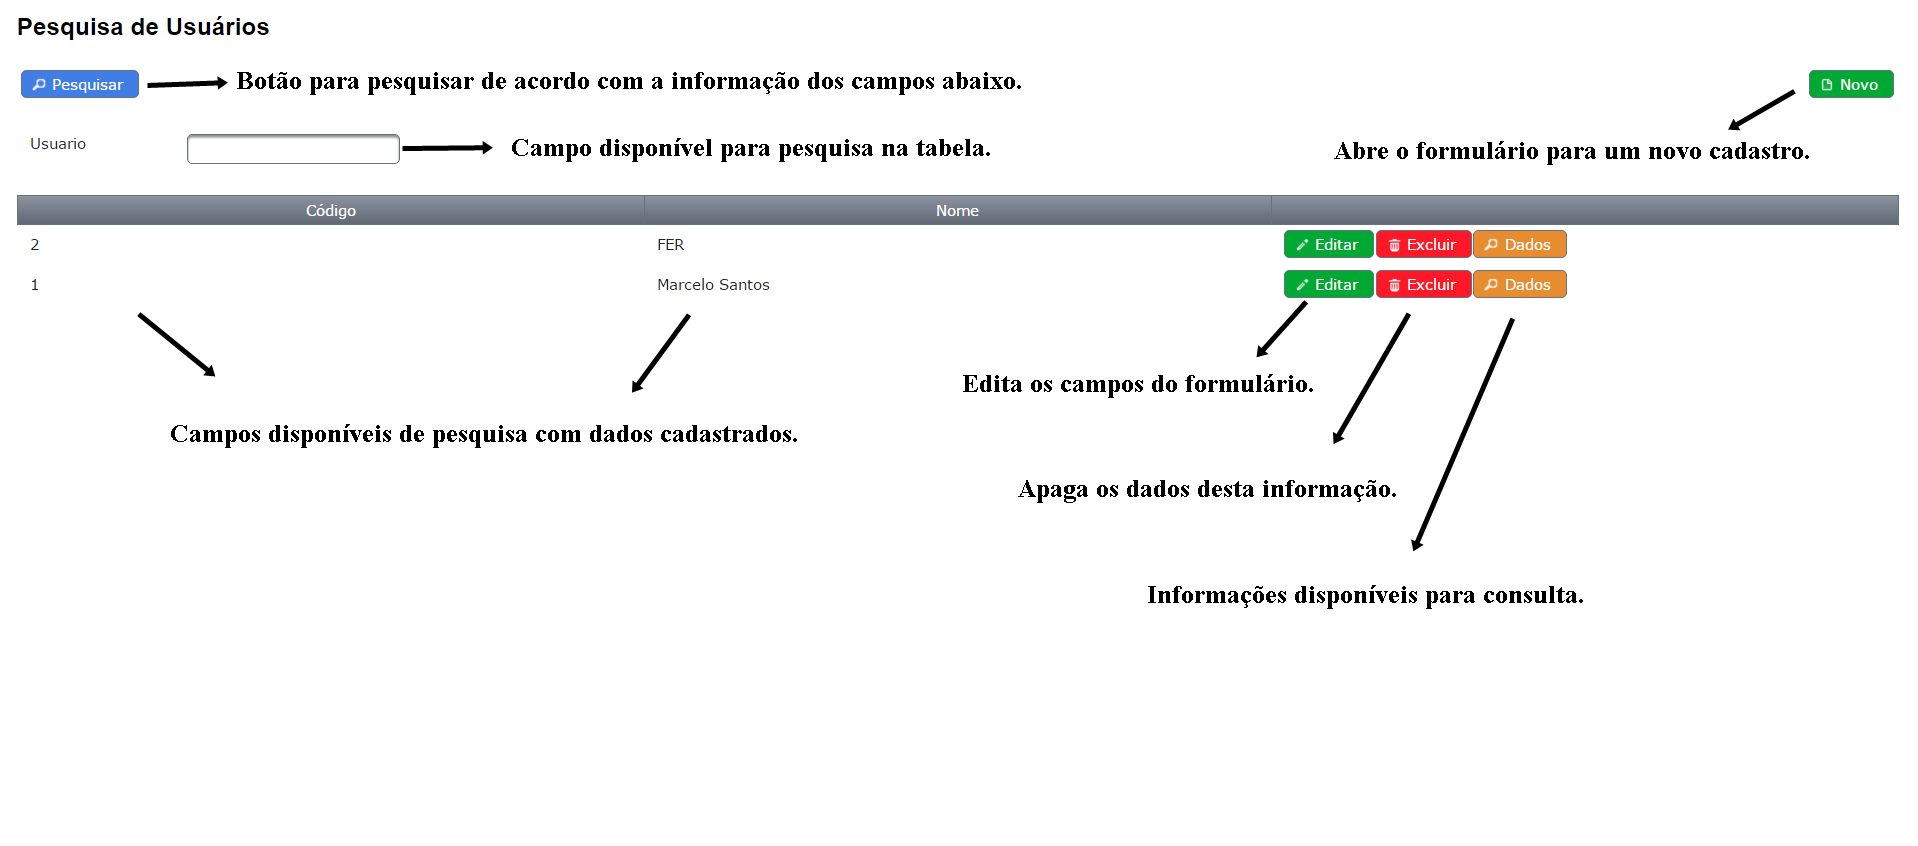 Pesquisa de Usuários
Pesquisar
Botão para pesquisar de acordo com a informação dos campos abaixo.
Novo
Usuario
Campo disponível para pesquisa na tabela.
Abre o formulário para um novo cadastro.
Código Nome
2 FER Editar Excluir Dados
1 Marcelo Santos Editar Excluir Dados
Edita os campos do formulário.
Campos disponíveis de pesquisa com dados cadastrados.
Apaga os dados desta informação.
Informações disponíveis para consulta.